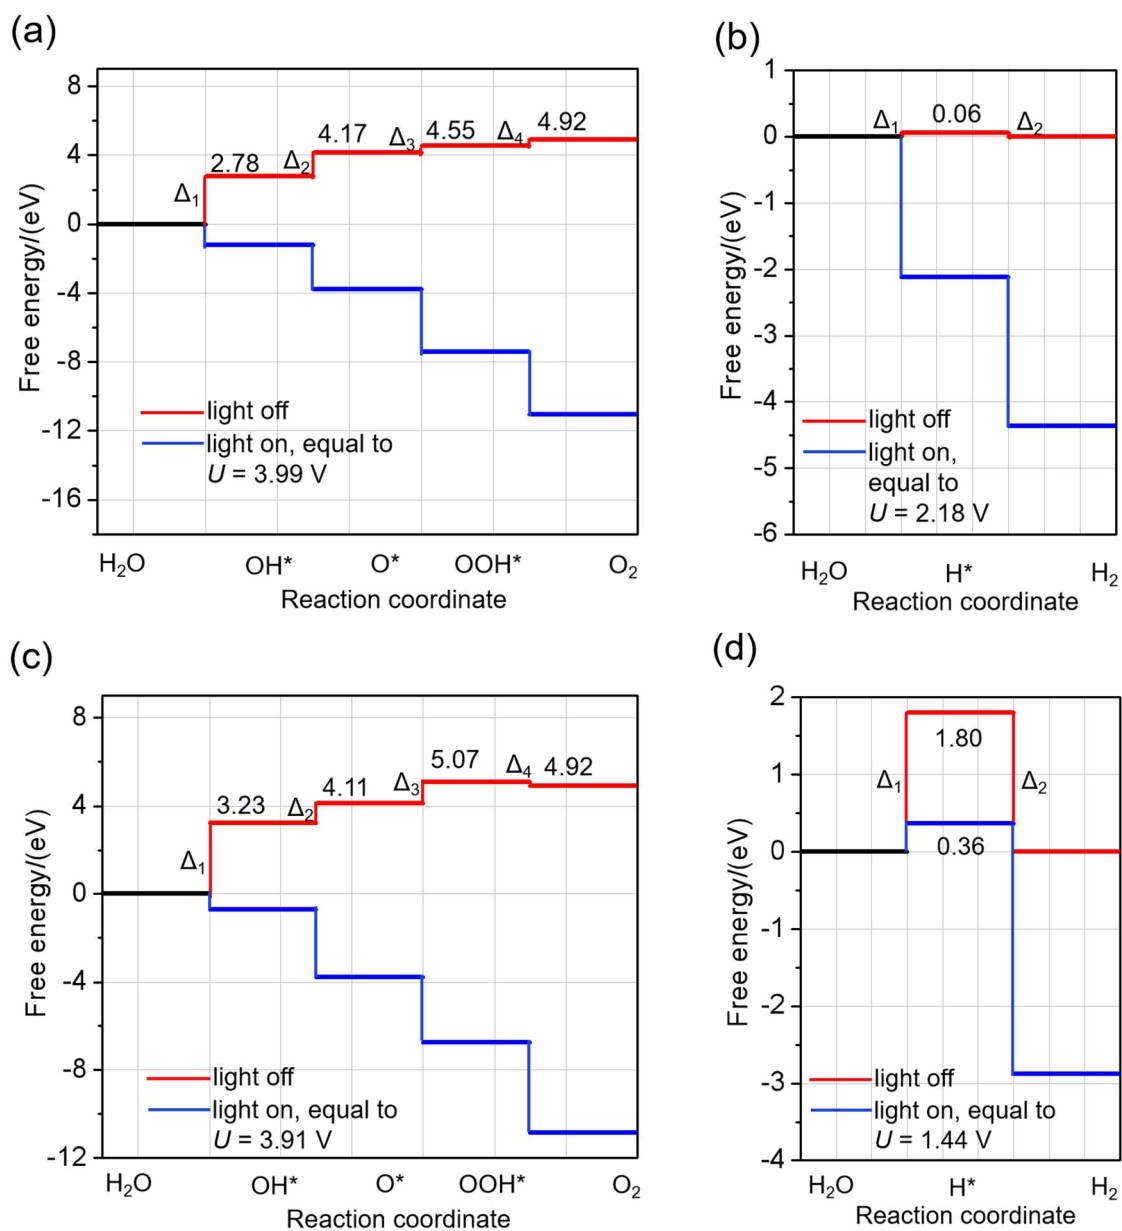 (a)
Free energy/(eV)
8
4
0
-4
-8
-12
-16
Δ₁
2.78
Δ₂
4.17
Δ₃
4.55
Δ₄
4.92
light off
light on, equal to
U = 3.99 V
H₂O
OH*
O*
OOH*
O₂
Reaction coordinate
(b)
Free energy/(eV)
1
0
-1
-2
-3
-4
-5
-6
Δ₁
0.06
Δ₂
light off
light on,
equal to
U = 2.18 V
H₂O
H*
H₂
Reaction coordinate
(c)
Free energy/(eV)
8
4
0
-4
-8
-12
Δ₁
3.23
Δ₂
4.11
Δ₃
5.07
Δ₄
4.92
light off
light on, equal to
U = 3.91 V
H₂O
OH*
O*
OOH*
O₂
Reaction coordinate
(d)
Free energy/(eV)
2
1
0
-1
-2
-3
-4
Δ₁
1.80
Δ₂
0.36
light off
light on, equal to
U = 1.44 V
H₂O
H*
H₂
Reaction coordinate